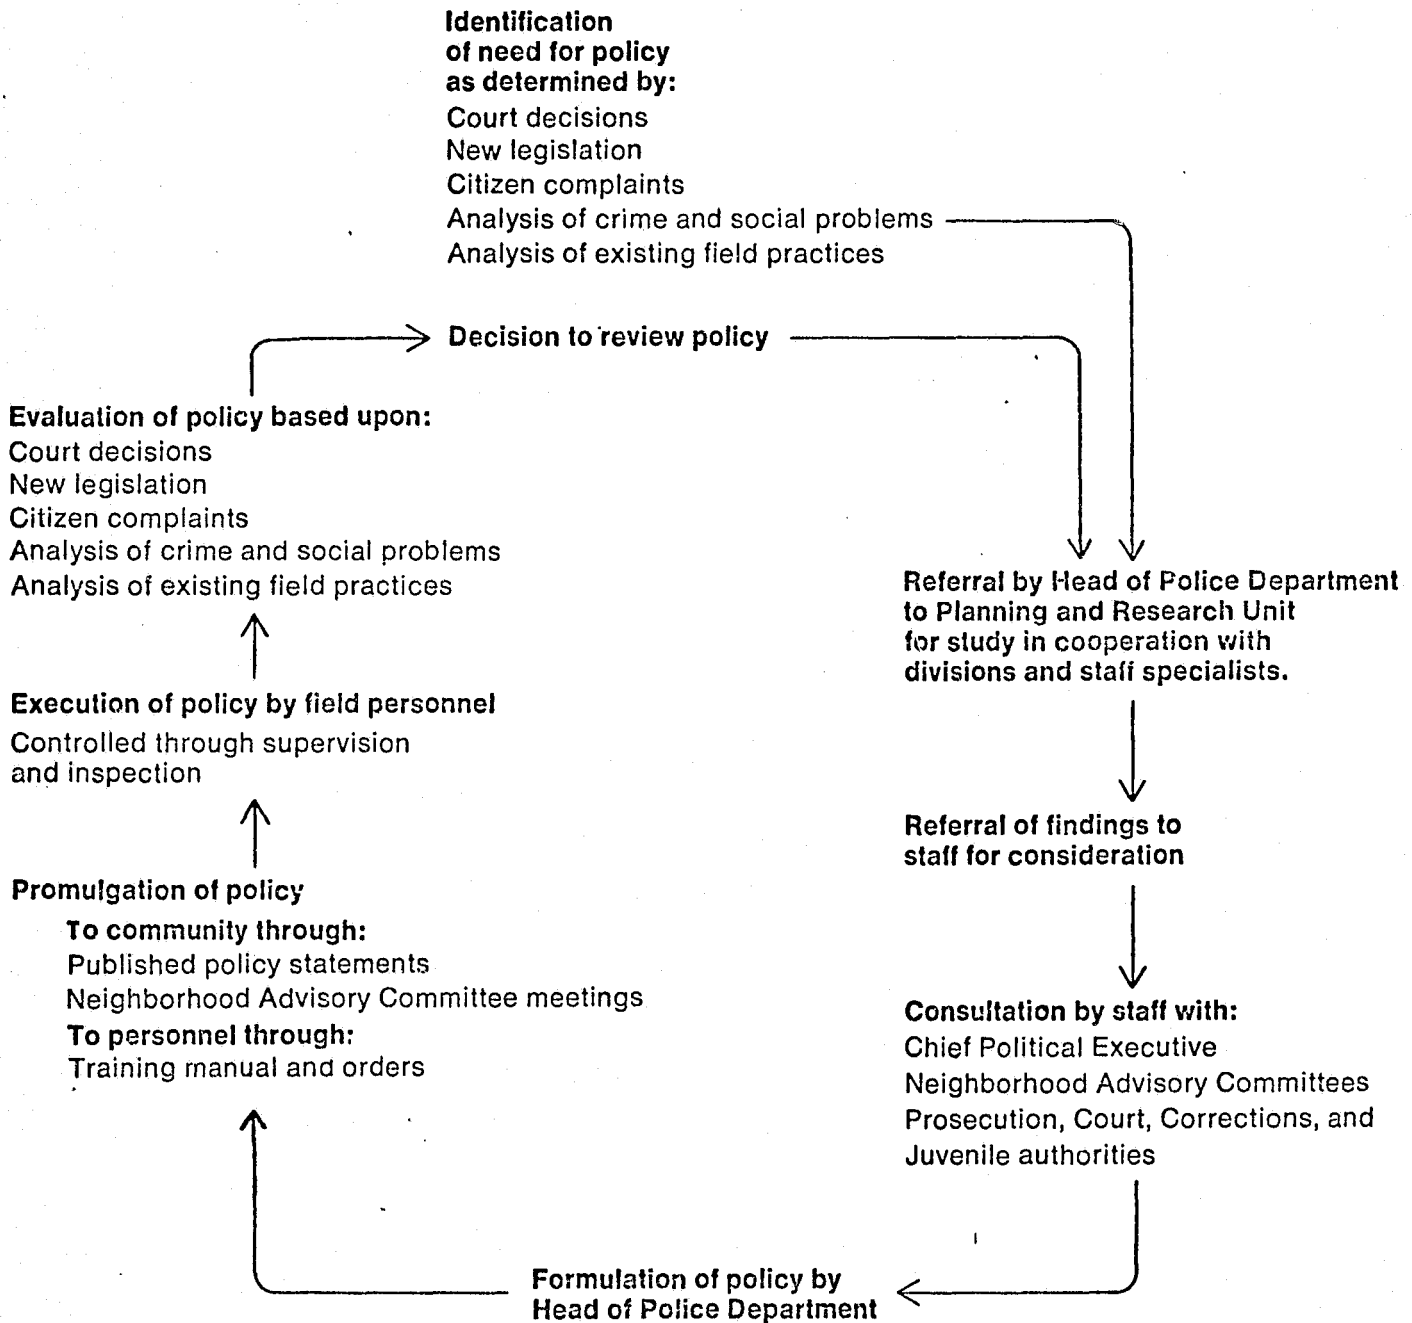 Identification
of need for policy
as determined by:
Court decisions
New legislation
Citizen complaints
Analysis of crime and social problems
Analysis of existing field practices
Decision to review policy
Referral by Head of Police Department
to Planning and Research Unit
for study in cooperation with
divisions and staff specialists.
Referral of findings to
staff for consideration
Consultation by staff with:
Chief Political Executive
Neighborhood Advisory Committees
Prosecution, Court, Corrections, and
Juvenile authorities
Formulation of policy by
Head of Police Department
Promulgation of policy
To community through:
Published policy statements
Neighborhood Advisory Committee meetings
To personnel through:
Training manual and orders
Execution of policy by field personnel
Controlled through supervision
and inspection
Evaluation of policy based upon:
Court decisions
New legislation
Citizen complaints
Analysis of crime and social problems
Analysis of existing field practices